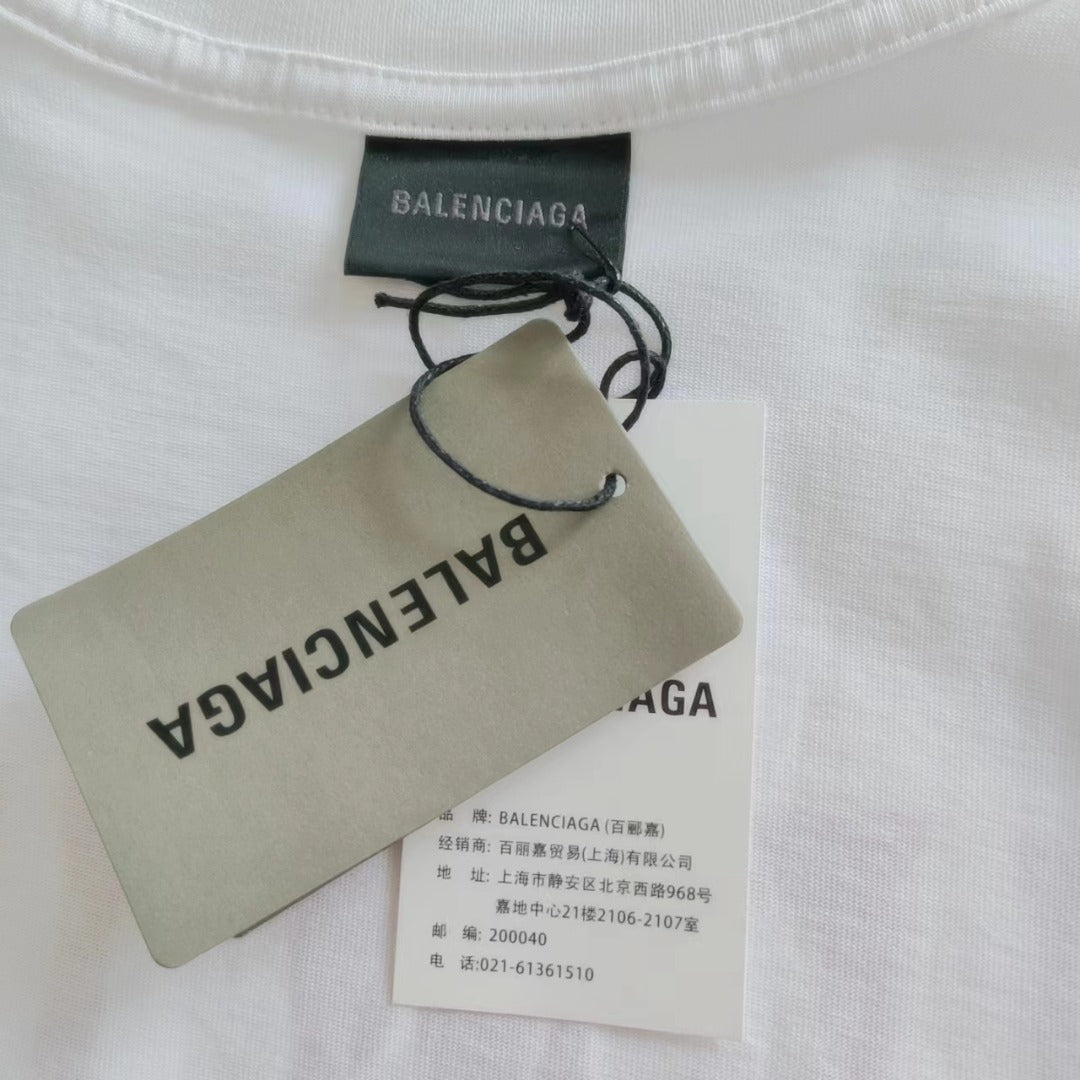 BALENCIAGA
BALENCIAGA
IAGA
品 牌: BALENCIAGA (百郦嘉)
经销商: 百丽嘉贸易(上海)有限公司
地 址: 上海市静安区北京西路968号
嘉地中心21楼2106-2107室
邮 编: 200040
电 话:021-61361510